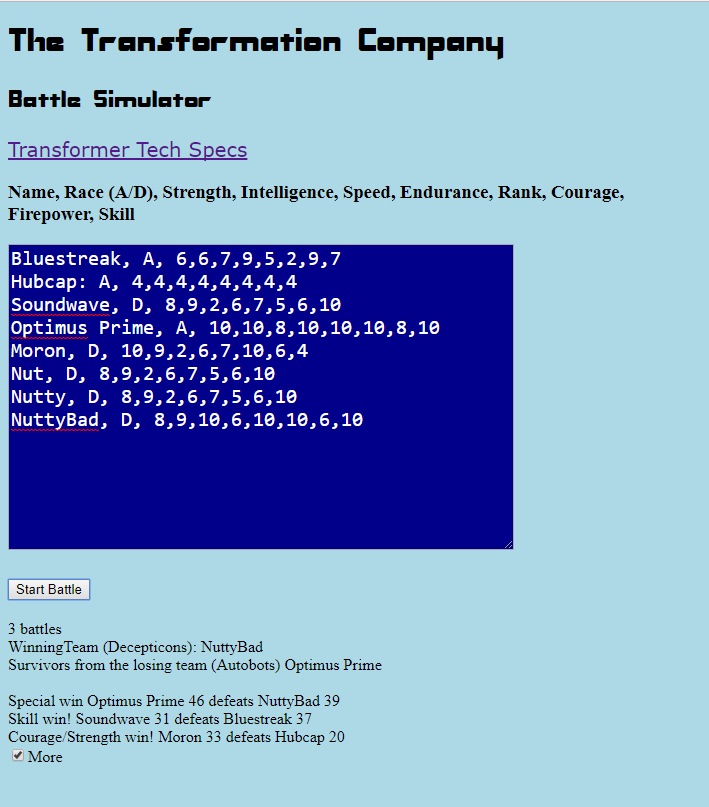 The Transformation Company
Battle Simulator
Transformer Tech Specs
Name, Race (A/D), Strength, Intelligence, Speed, Endurance, Rank, Courage,
Firepower, Skill
Bluestreak, A, 6,6,7,9,5,2,9,7
Hubcap: A, 4,4,4,4,4,4,4,4
Soundwave, D, 8,9,2,6,7,5,6,10
Optimus Prime, A, 10,10,8,10,10,10,8,10
Moron, D, 10,9,2,6,7,10,6,4
Nut, D, 8,9,2,6,7,5,6,10
Nutty, D, 8,9,2,6,7,5,6,10
NuttyBad, D, 8,9,10,6,10,10,6,10
Start Battle
3 battles
WinningTeam (Decepticons): NuttyBad
Survivors from the losing team (Autobots) Optimus Prime
Special win Optimus Prime 46 defeats NuttyBad 39
Skill win! Soundwave 31 defeats Bluestreak 37
Courage/Strength win! Moron 33 defeats Hubcap 20
More